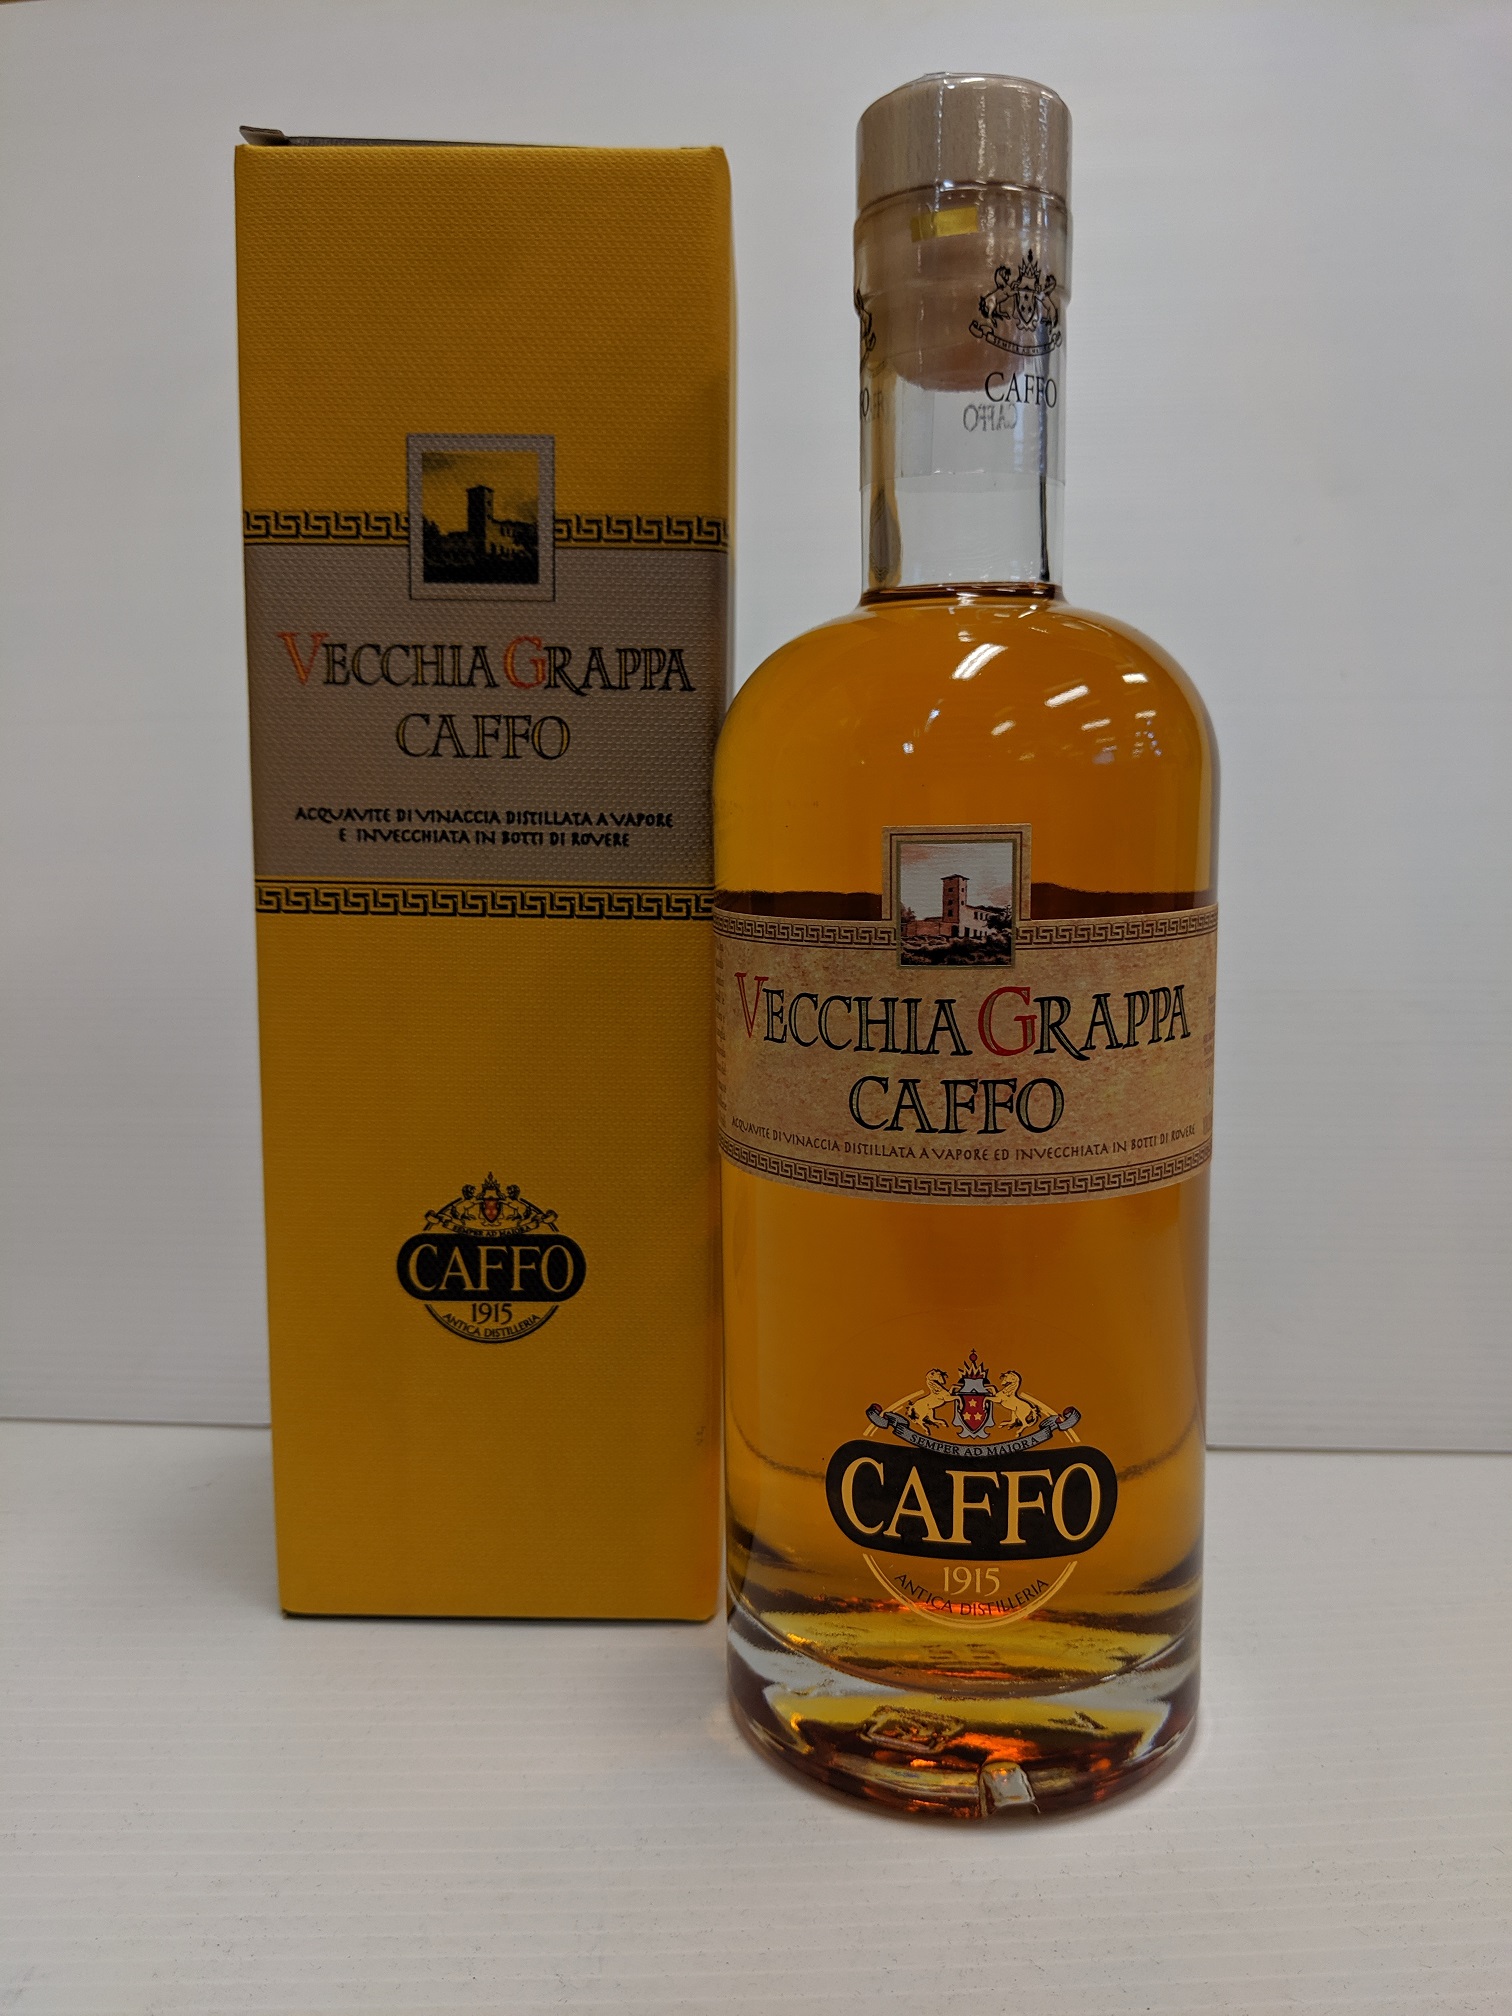 VECCHIA GRAPPA
CAFFO
ACQUAVITE DI VINACCIA DISTILLATA A VAPORE
E INVECCHIATA IN BOTTI DI ROVERE
SEMPER AD MAIORA
CAFFO
1915
ANTICA DISTILLERIA
CAFFO
VECCHIA GRAPPA
CAFFO
ACQUAVITE DI VINACCIA DISTILLATA A VAPORE ED INVECCHIATA IN BOTTI DI ROVERE
SEMPER AD MAIORA
CAFFO
1915
ANTICA DISTILLERIA